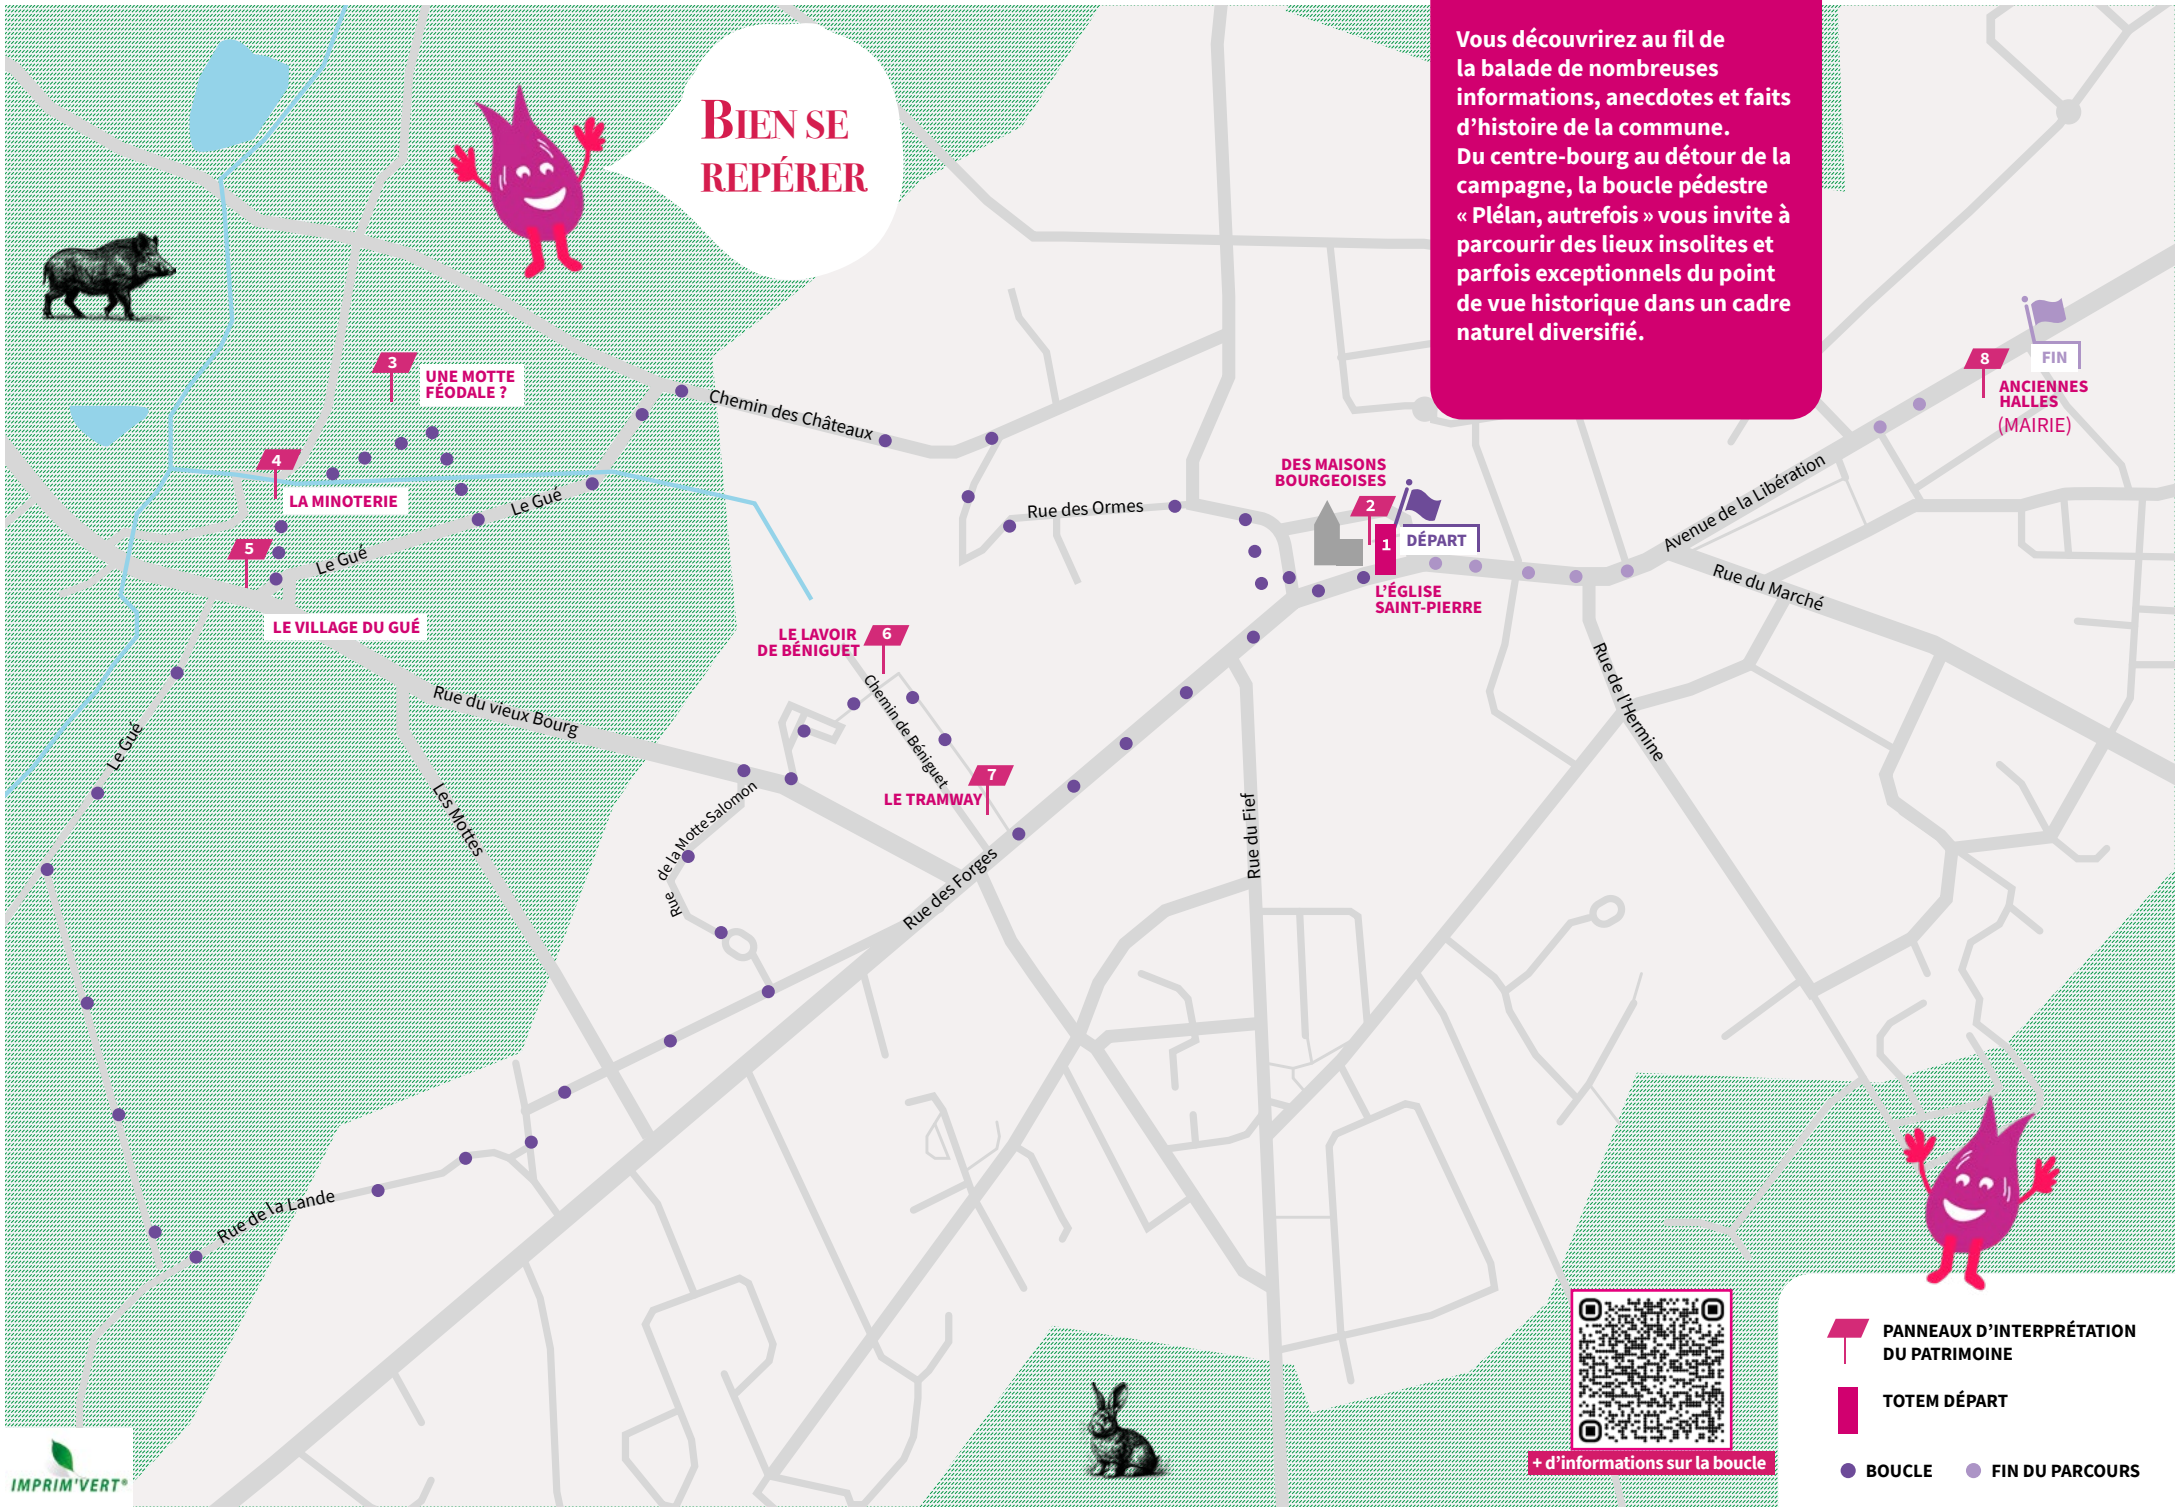 BIEN SE
REPÉRER
Vous découvrirez au fil de
la balade de nombreuses
informations, anecdotes et faits
d’histoire de la commune.
Du centre-bourg au détour de la
campagne, la boucle pédestre
« Plélan, autrefois » vous invite à
parcourir des lieux insolites et
parfois exceptionnels du point
de vue historique dans un cadre
naturel diversifié.
3
UNE MOTTE
FÉODALE ?
Chemin des Châteaux
8
FIN
ANCIENNES
HALLES
(MAIRIE)
4
LA MINOTERIE
Le Gué
Rue des Ormes
DES MAISONS
BOURGEOISES
2
1
DÉPART
L’ÉGLISE
SAINT-PIERRE
Avenue de la Libération
Rue du Marché
5
Le Gué
LE VILLAGE DU GUÉ
LE LAVOIR
DE BÉNIGUET
6
Chemin de Béniguet
Rue de l’Hermine
Rue du vieux Bourg
Le Gué
Les Mottes
Rue de la Motte Salomon
7
LE TRAMWAY
Rue des Forges
Rue du Fief
Rue de la Lande
PANNEAUX D’INTERPRÉTATION
DU PATRIMOINE
TOTEM DÉPART
BOUCLE
FIN DU PARCOURS
+ d’informations sur la boucle
IMPRIM'VERT®